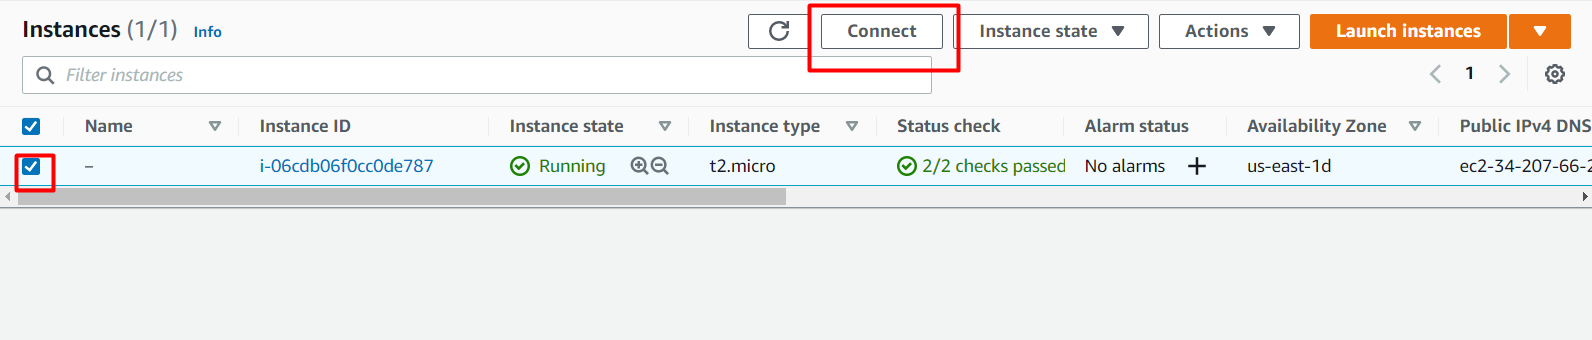 Instances (1/1) Info Connect Instance state Actions Launch instances
Filter instances 1
Name Instance ID Instance state Instance type Status check Alarm status Availability Zone Public IPv4 DNS
– i-06cdb06f0cc0de787 Running t2.micro 2/2 checks passed No alarms + us-east-1d ec2-34-207-66-2